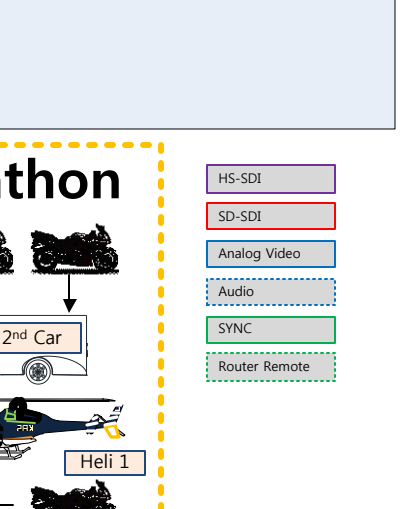 thon
HS-SDI
SD-SDI
Analog Video
2nd Car
Audio
SYNC
Router Remote
Heli 1